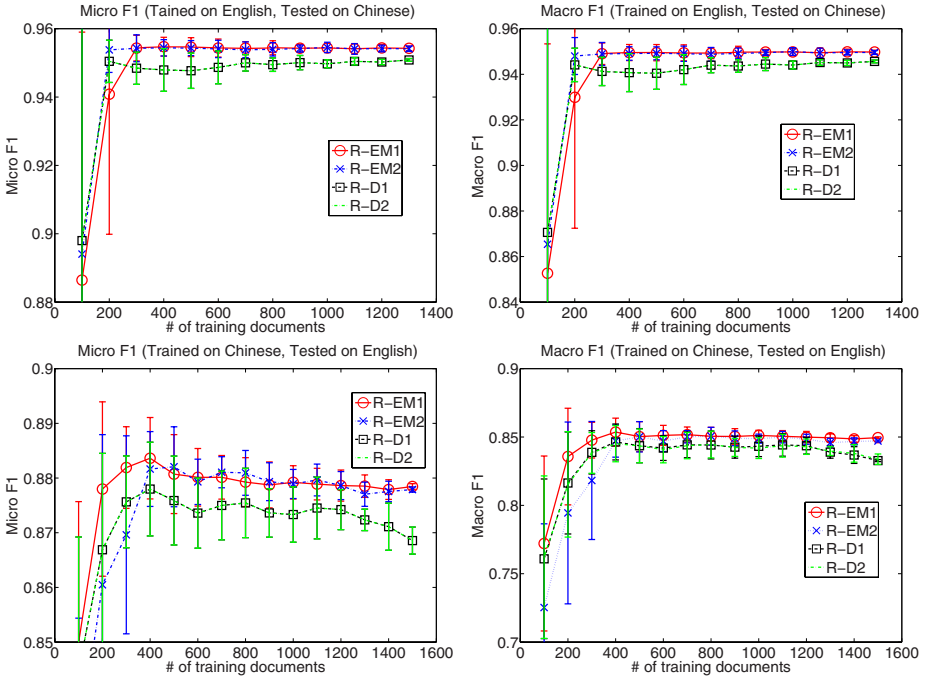 Micro F1 (Tained on English, Tested on Chinese)
0.96
0.94
0.92
0.9
0.88
Micro F1
0 200 400 600 800 1000 1200 1400
# of training documents
R-EM1
R-EM2
R-D1
R-D2
Macro F1 (Trained on English, Tested on Chinese)
0.96
0.94
0.92
0.9
0.88
0.86
0.84
Macro F1
0 200 400 600 800 1000 1200 1400
# of training documents
R-EM1
R-EM2
R-D1
R-D2
Micro F1 (Trained on Chinese, Tested on English)
0.9
0.89
0.88
0.87
0.86
0.85
Micro F1
0 200 400 600 800 1000 1200 1400 1600
# of training documents
R-EM1
R-EM2
R-D1
R-D2
Macro F1 (Trained on Chinese, Tested on English)
0.9
0.85
0.8
0.75
0.7
Macro F1
0 200 400 600 800 1000 1200 1400 1600
# of training documents
R-EM1
R-EM2
R-D1
R-D2